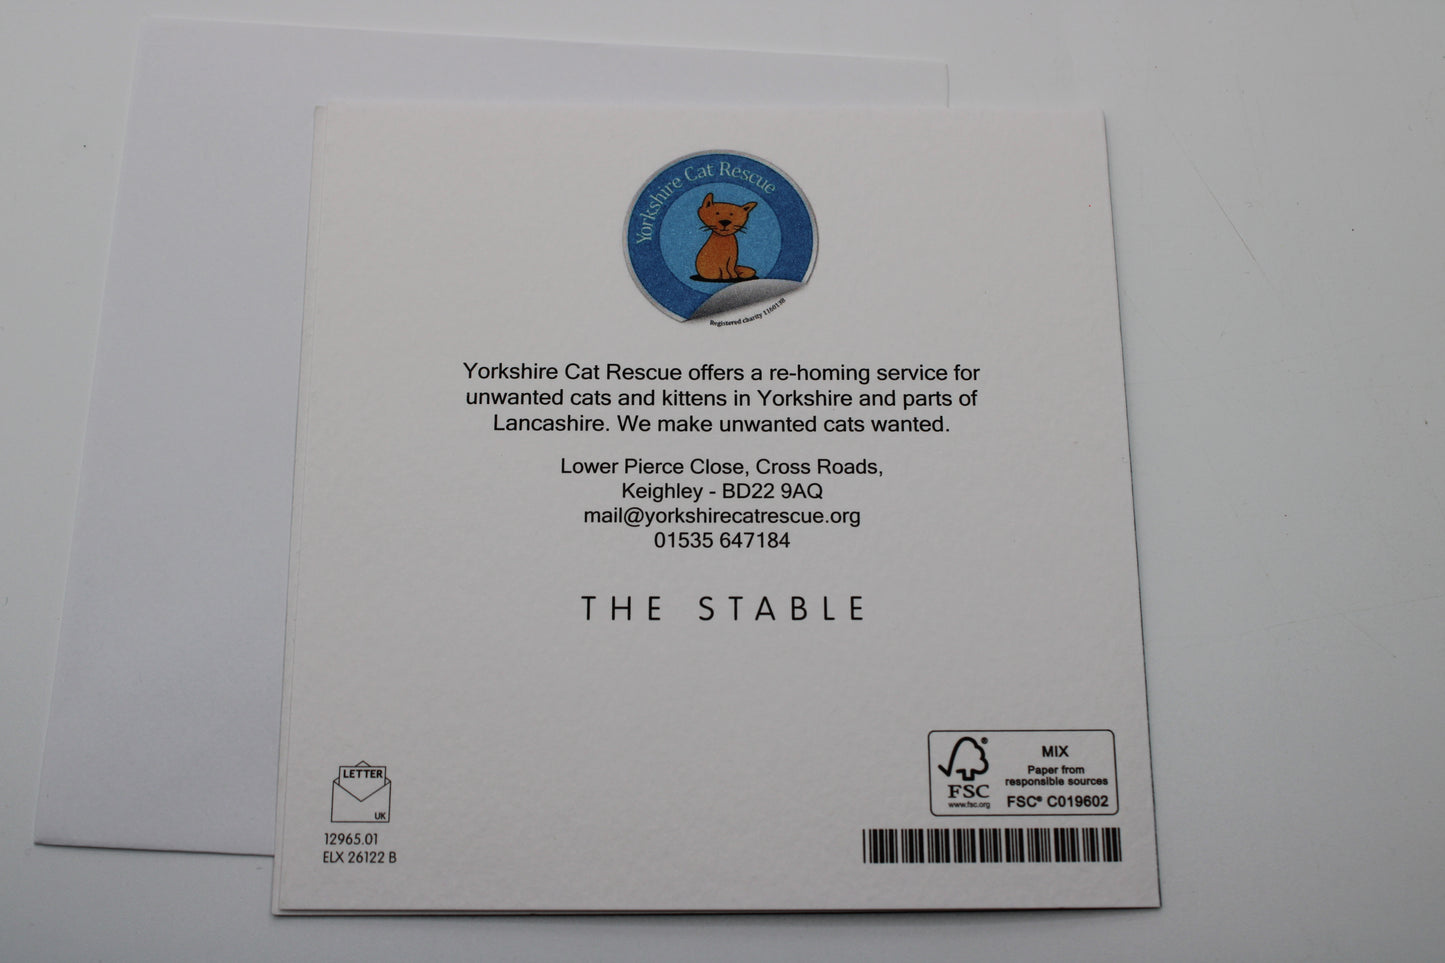 Yorkshire Cat Rescue
Registered charity 1160138
Yorkshire Cat Rescue offers a re-homing service for
unwanted cats and kittens in Yorkshire and parts of
Lancashire. We make unwanted cats wanted.
Lower Pierce Close, Cross Roads,
Keighley - BD22 9AQ
mail@yorkshirecatrescue.org
01535 647184
THE STABLE
LETTER
UK
12965.01
ELX 26122 B
FSC
www.fsc.org
MIX
Paper from
responsible sources
FSC® C019602